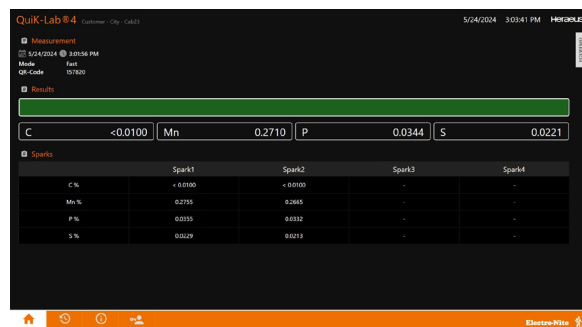 QuiK-Lab®4 Customer - City - Cab23 5/24/2024 3:03:41 PM Heraeus
Measurement
5/24/2024 3:01:56 PM
Mode Fast
QR-Code 157820
Results
C <0.0100 Mn 0.2710 P 0.0344 S 0.0221
Sparks
Spark1 Spark2 Spark3 Spark4
C % < 0.0100 < 0.0100 - -
Mn % 0.2755 0.2665 - -
P % 0.0355 0.0332 - -
S % 0.0229 0.0213 - -
Electro-Nite